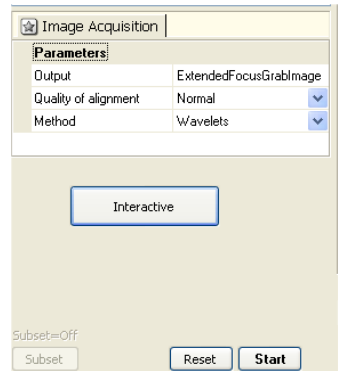 Image Acquisition
Parameters
Output ExtendedFocusGrabImage
Quality of alignment Normal
Method Wavelets
Interactive
Subset=Off
Subset Reset Start